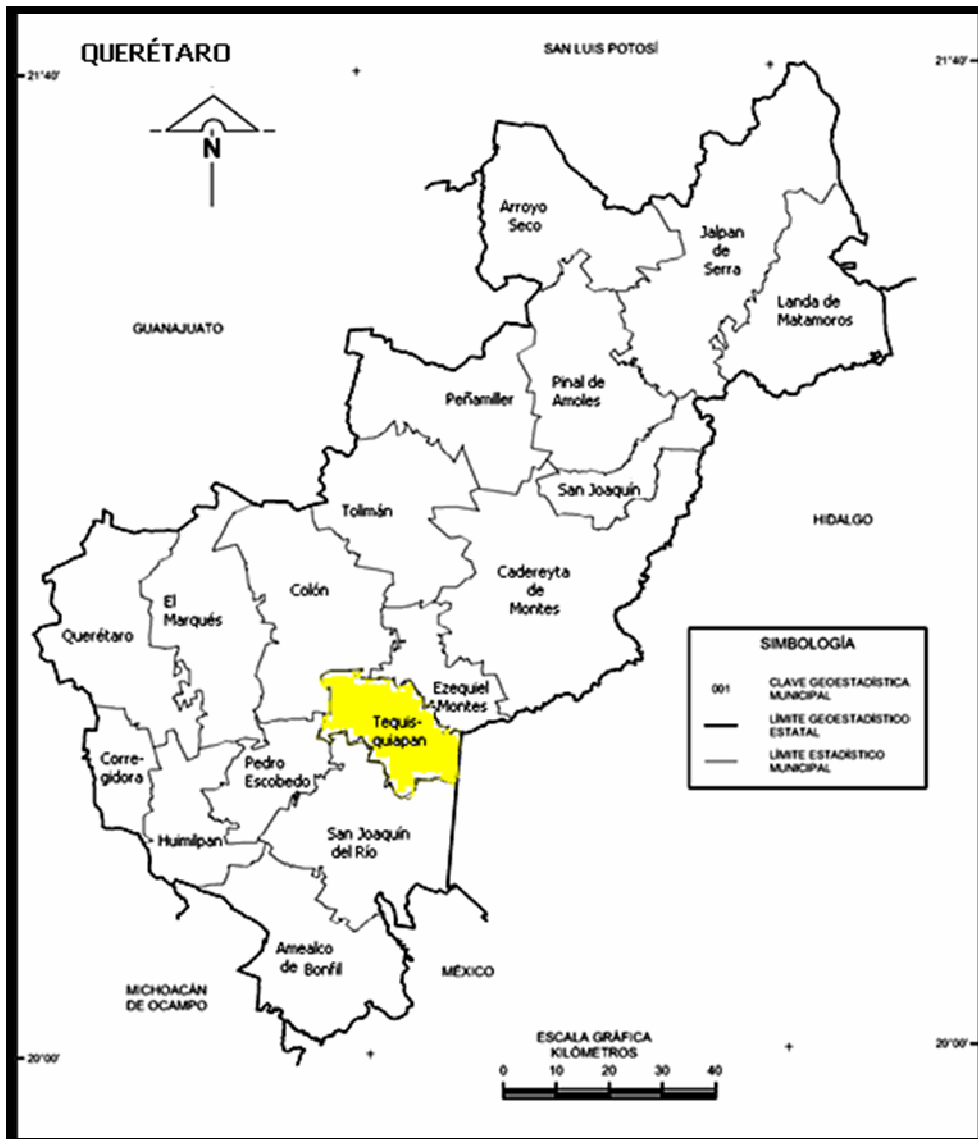 QUERÉTARO
SAN LUIS POTOSÍ
21°40'
21°40'
N
Arroyo
Seco
Jalpan
de
Serra
Landa de
Matamoros
GUANAJUATO
Peñamiller
Pinal de
Amoles
San Joaquín
Tolimán
HIDALGO
Cadereyta
de
Montes
Colón
El
Marqués
Querétaro
SIMBOLOGÍA
001 CLAVE GEOESTADÍSTICA
MUNICIPAL
LÍMITE GEOESTADÍSTICO
ESTATAL
LÍMITE ESTADÍSTICO
MUNICIPAL
Ezequiel
Montes
Tequis-
quiapan
Corre-
gidora
Pedro
Escobedo
Huimilpan
San Joaquín
del Río
Amealco
de Bonfil
MÉXICO
MICHOACÁN
DE OCAMPO
ESCALA GRÁFICA
KILÓMETROS
0 10 20 30 40
20°00'
20°00'